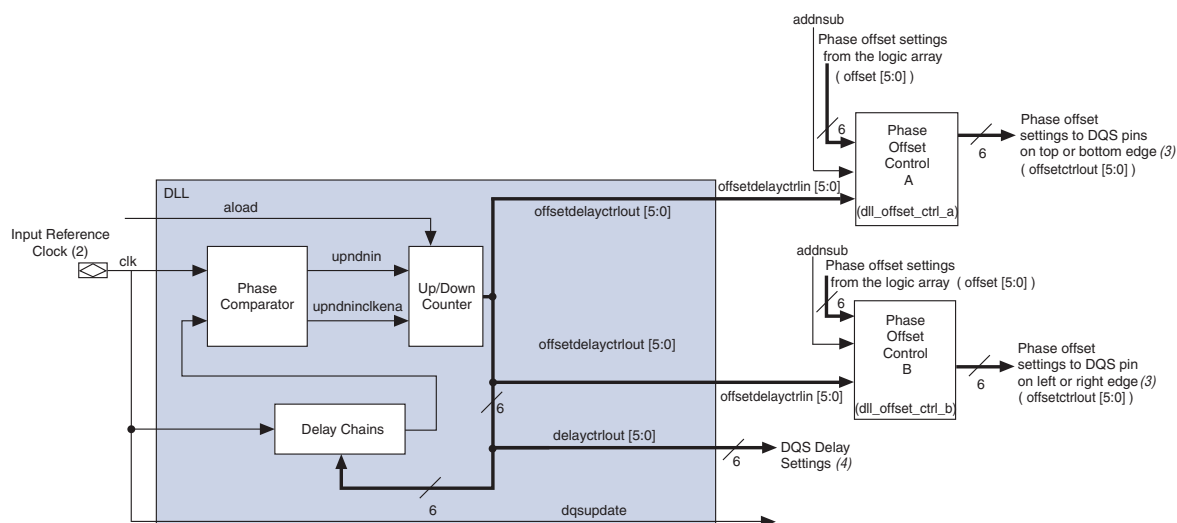 addnsub
Phase offset settings
from the logic array
( offset [5:0] )
6
Phase
Offset
Control
A
(dll_offset_ctrl_a)
6
Phase offset
settings to DQS pins
on top or bottom edge (3)
( offsetctrlout [5:0] )
DLL
aload
offsetdelayctrlout [5:0]
offsetdelayctrlin [5:0]
Input Reference
Clock (2)
clk
Phase
Comparator
upndnin
upndninclkena
Up/Down
Counter
addnsub
Phase offset settings
from the logic array ( offset [5:0] )
6
Phase
Offset
Control
B
(dll_offset_ctrl_b)
6
Phase offset
settings to DQS pin
on left or right edge (3)
( offsetctrlout [5:0] )
offsetdelayctrlout [5:0]
offsetdelayctrlin [5:0]
6
Delay Chains
delayctrlout [5:0]
6
DQS Delay
Settings (4)
6
dqsupdate